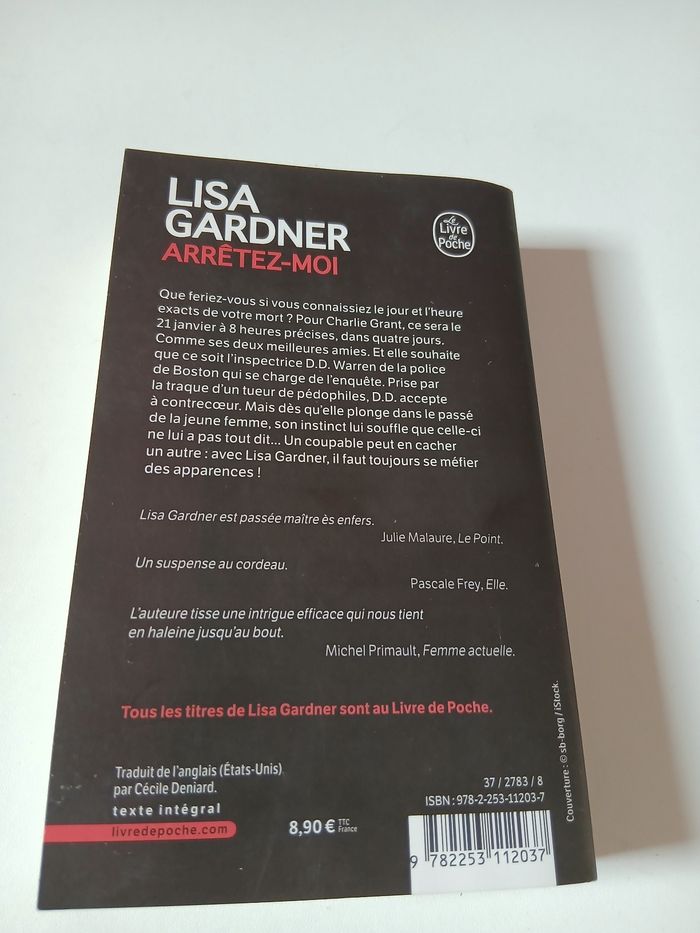 LISA
GARDNER
ARRÊTEZ-MOI
Le
Livre
de
Poche
Que feriez-vous si vous connaissiez le jour et l'heure
exacts de votre mort ? Pour Charlie Grant, ce sera le
21 janvier à 8 heures précises, dans quatre jours.
Comme ses deux meilleures amies. Et elle souhaite
que ce soit l'inspectrice D.D. Warren de la police
de Boston qui se charge de l'enquête. Prise par
la traque d'un tueur de pédophiles, D.D. accepte
à contrecœur. Mais dès qu'elle plonge dans le passé
de la jeune femme, son instinct lui souffle que celle-ci
ne lui a pas tout dit... Un coupable peut en cacher
un autre : avec Lisa Gardner, il faut toujours se méfier
des apparences !
Lisa Gardner est passée maître ès enfers.
Julie Malaure, Le Point.
Un suspense au cordeau.
Pascale Frey, Elle.
L'auteure tisse une intrigue efficace qui nous tient
en haleine jusqu'au bout.
Michel Primault, Femme actuelle.
Tous les titres de Lisa Gardner sont au Livre de Poche.
Traduit de l'anglais (États-Unis)
par Cécile Deniard.
texte intégral
livredepoche.com
8,90 € TTC
France
37 / 2783 / 8
ISBN : 978-2-253-11203-7
9 782253 112037
Couverture : © sb-borg / iStock.